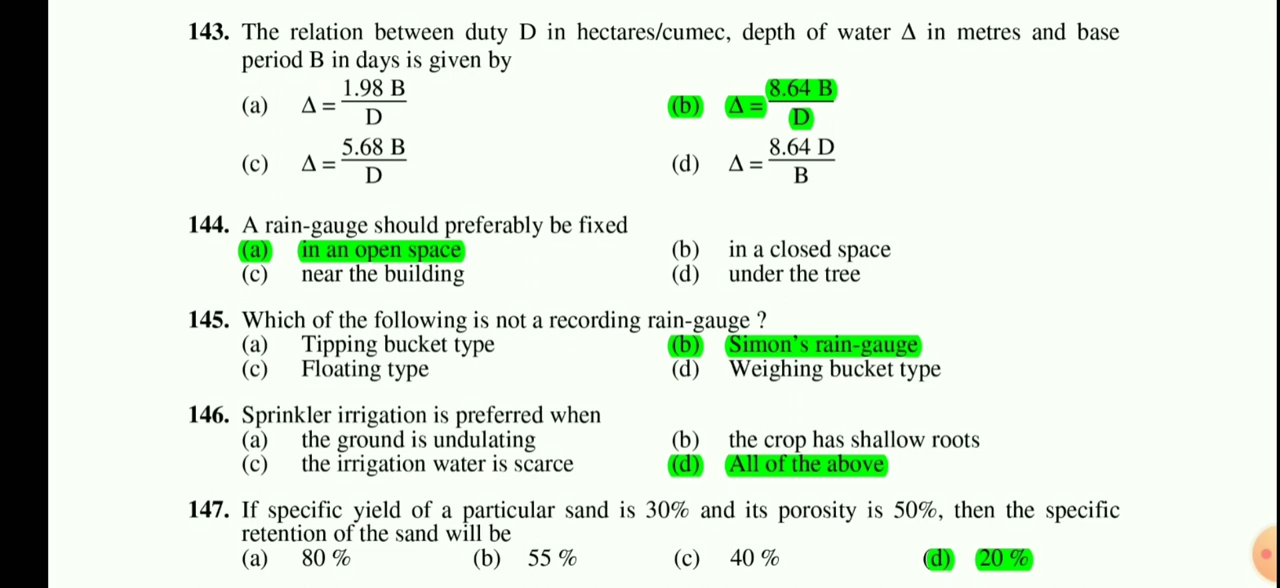 143. The relation between duty D in hectares/cumec, depth of water Δ in metres and base
period B in days is given by
(a) Δ = 1.98 B / D
(b) Δ = 8.64 B / D
(c) Δ = 5.68 B / D
(d) Δ = 8.64 D / B
144. A rain-gauge should preferably be fixed
(a) in an open space (b) in a closed space
(c) near the building (d) under the tree
145. Which of the following is not a recording rain-gauge ?
(a) Tipping bucket type (b) Simon's rain-gauge
(c) Floating type (d) Weighing bucket type
146. Sprinkler irrigation is preferred when
(a) the ground is undulating (b) the crop has shallow roots
(c) the irrigation water is scarce (d) All of the above
147. If specific yield of a particular sand is 30% and its porosity is 50%, then the specific
retention of the sand will be
(a) 80 % (b) 55 % (c) 40 % (d) 20 %